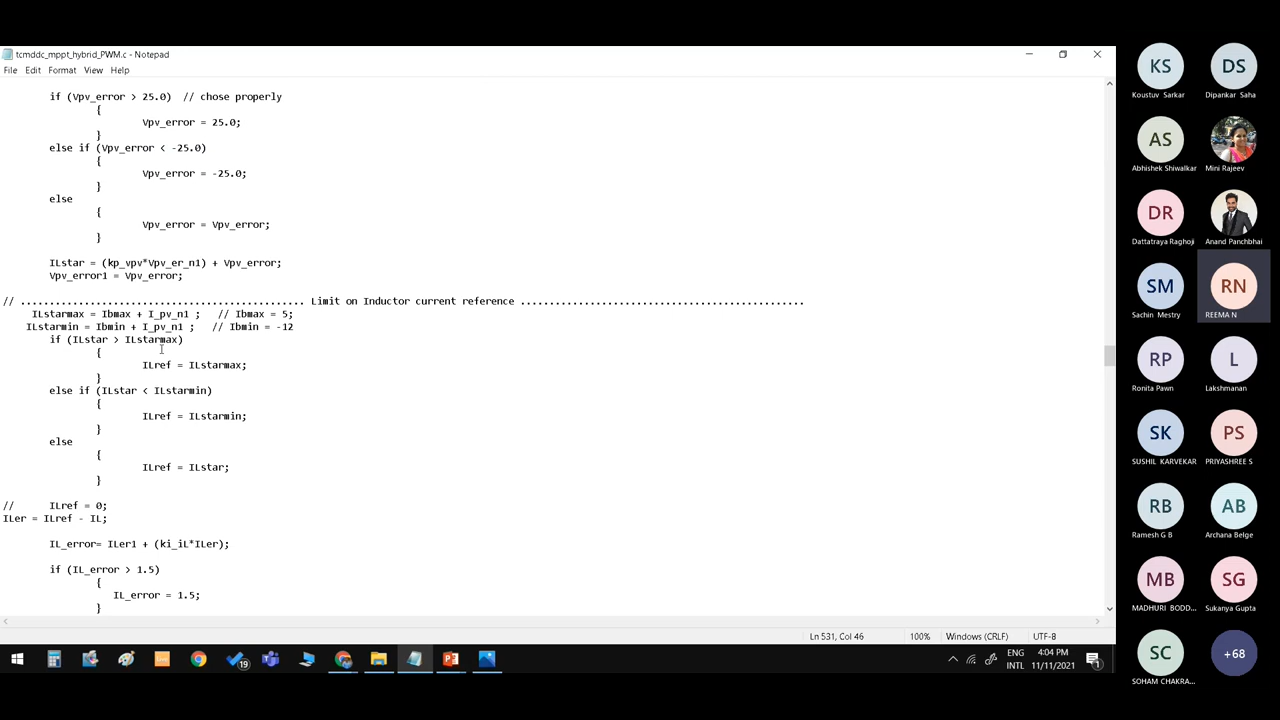 tcmddc_mppt_hybrid_PWM.c - Notepad
File Edit Format View Help
if (Vpv_error > 25.0) // chose properly
{
Vpv_error = 25.0;
}
else if (Vpv_error < -25.0)
{
Vpv_error = -25.0;
}
else
{
Vpv_error = Vpv_error;
}
ILstar = (kp_vpv*Vpv_er_n1) + Vpv_error;
Vpv_error1 = Vpv_error;
// ............................................ Limit on Inductor current reference ............................................
ILstarmax = Ibmax + I_pv_n1 ; // Ibmax = 5;
ILstarmin = Ibmin + I_pv_n1 ; // Ibmin = -12
if (ILstar > ILstarmax)
{
ILref = ILstarmax;
}
else if (ILstar < ILstarmin)
{
ILref = ILstarmin;
}
else
{
ILref = ILstar;
}
// ILref = 0;
ILer = ILref - IL;
IL_error= ILer1 + (ki_iL*ILer);
if (IL_error > 1.5)
{
IL_error = 1.5;
}
Ln 531, Col 46 100% Windows (CRLF) UTF-8
19
ENG
INTL
4:04 PM
11/11/2021
1
KS
Koustuv Sarkar
DS
Dipankar Saha
AS
Abhishek Shiwalkar
Mini Rajeev
DR
Dattatraya Raghoji
Anand Panchbhai
SM
Sachin Mestry
RN
REEMA N
RP
Ronita Pawn
L
Lakshmanan
SK
SUSHIL KARVEKAR
PS
PRIYASHREE S
RB
Ramesh G B
AB
Archana Belge
MB
MADHURI BODD...
SG
Sukanya Gupta
SC
SOHAM CHAKRA...
+68